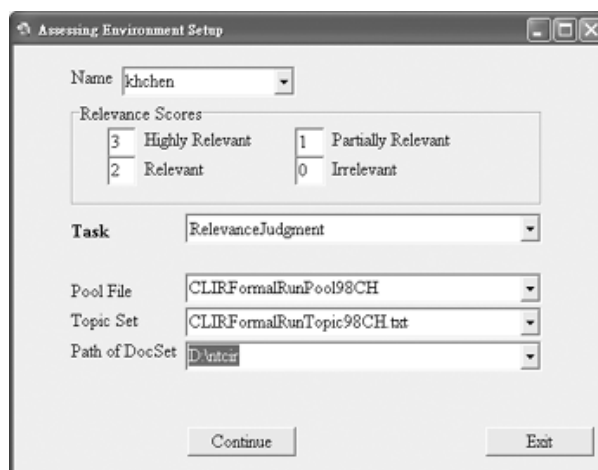 Assessing Environment Setup
Name khchen
Relevance Scores
3 Highly Relevant 1 Partially Relevant
2 Relevant 0 Irrelevant
Task RelevanceJudgment
Pool File CLIRFormalRunPool98CH
Topic Set CLIRFormalRunTopic98CH.txt
Path of DocSet D:\ntcir
Continue Exit